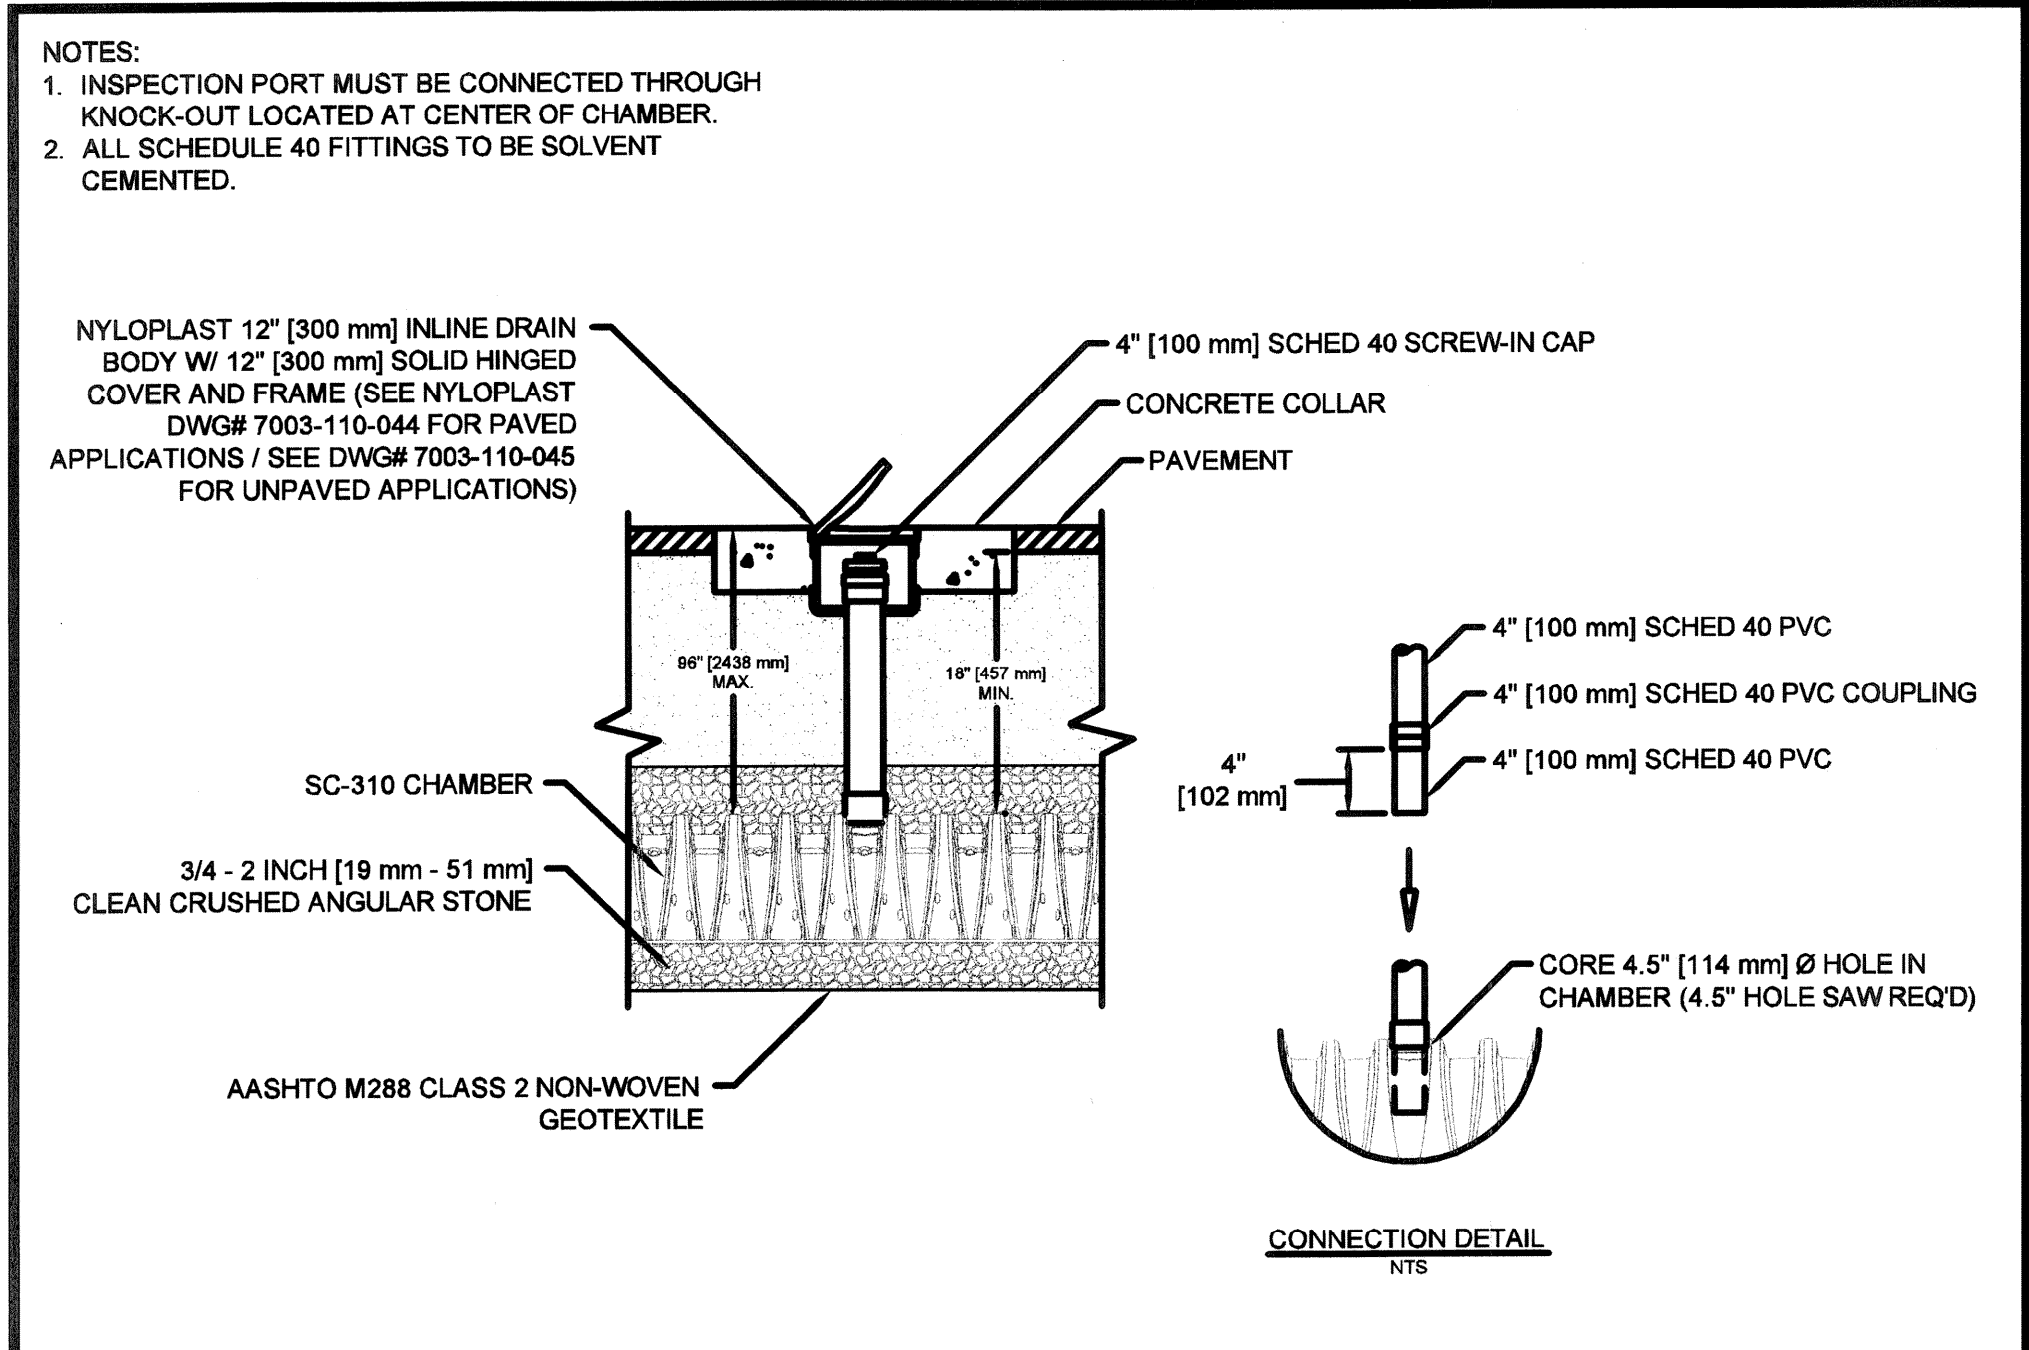 NOTES:
1. INSPECTION PORT MUST BE CONNECTED THROUGH
KNOCK-OUT LOCATED AT CENTER OF CHAMBER.
2. ALL SCHEDULE 40 FITTINGS TO BE SOLVENT
CEMENTED.
NYLOPLAST 12" [300 mm] INLINE DRAIN
BODY W/ 12" [300 mm] SOLID HINGED
COVER AND FRAME (SEE NYLOPLAST
DWG# 7003-110-044 FOR PAVED
APPLICATIONS / SEE DWG# 7003-110-045
FOR UNPAVED APPLICATIONS)
4" [100 mm] SCHED 40 SCREW-IN CAP
CONCRETE COLLAR
PAVEMENT
96" [2438 mm]
MAX.
18" [457 mm]
MIN.
SC-310 CHAMBER
3/4 - 2 INCH [19 mm - 51 mm]
CLEAN CRUSHED ANGULAR STONE
AASHTO M288 CLASS 2 NON-WOVEN
GEOTEXTILE
4" [100 mm] SCHED 40 PVC
4" [100 mm] SCHED 40 PVC COUPLING
4" [100 mm] SCHED 40 PVC
4"
[102 mm]
CORE 4.5" [114 mm] Ø HOLE IN
CHAMBER (4.5" HOLE SAW REQ'D)
CONNECTION DETAIL
NTS